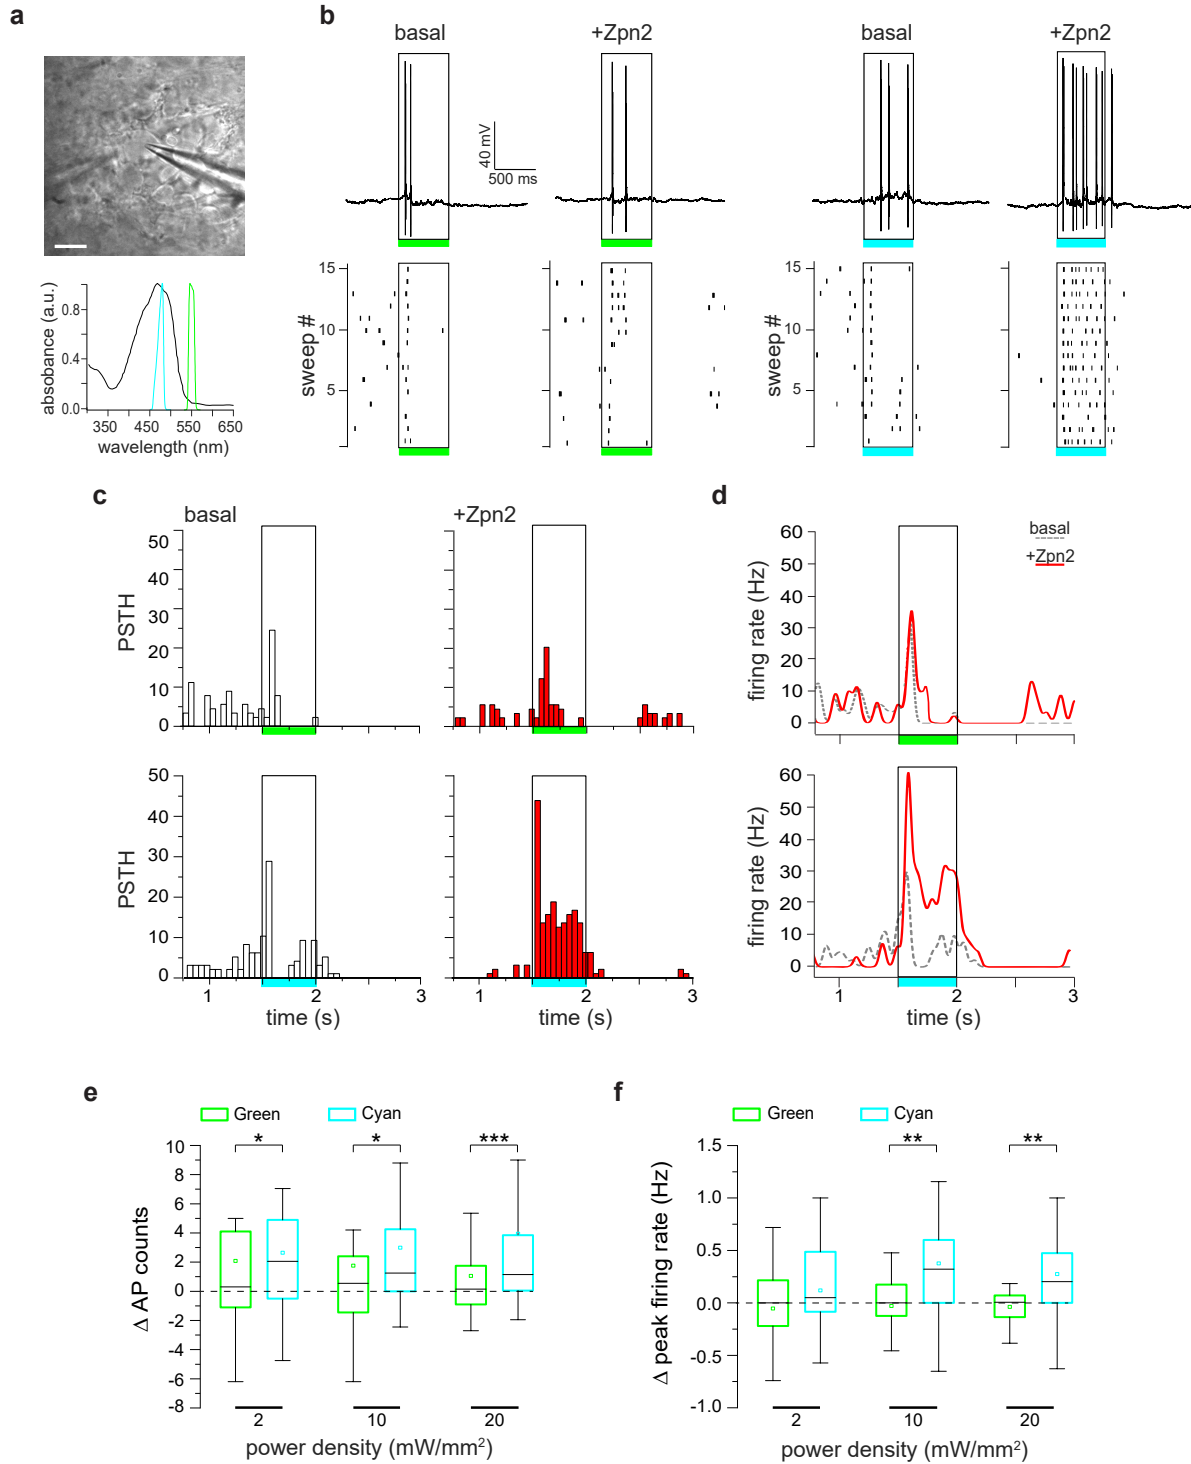 a
b
basal
+Zpn2
basal
+Zpn2
40 mV
500 ms
absobance (a.u.)
0.8
0.4
0.0
350
450
550
650
wavelength (nm)
sweep #
15
10
5
sweep #
15
10
5
c
basal
+Zpn2
PSTH
50
40
30
20
10
0
PSTH
50
40
30
20
10
0
1
2
3
time (s)
1
2
3
time (s)
d
basal
+Zpn2
firing rate (Hz)
60
50
40
30
20
10
0
firing rate (Hz)
60
50
40
30
20
10
0
1
2
3
time (s)
e
Green
Cyan
Δ AP counts
10
8
6
4
2
0
-2
-4
-6
-8
*
*
***
2
10
20
power density (mW/mm²)
f
Green
Cyan
Δ peak firing rate (Hz)
1.5
1.0
0.5
0.0
-0.5
-1.0
**
**
2
10
20
power density (mW/mm²)